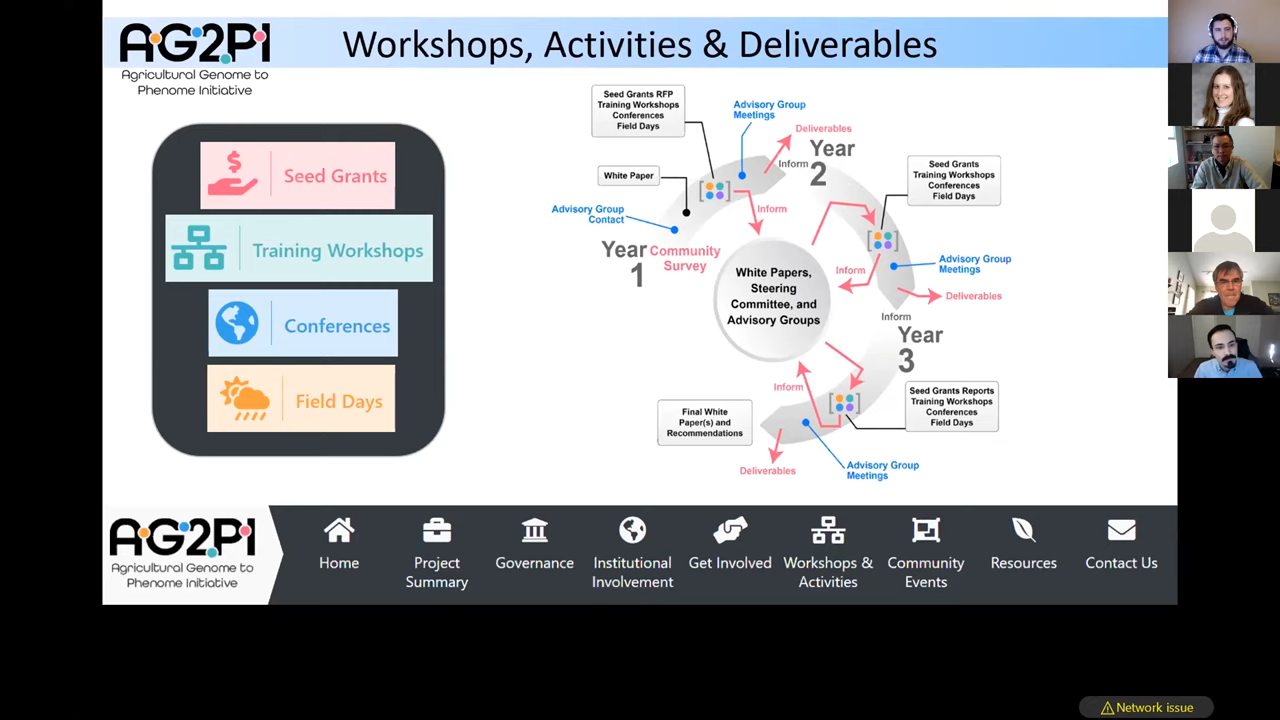 AG2PI
Agricultural Genome to
Phenome Initiative
Workshops, Activities & Deliverables
Seed Grants
Training Workshops
Conferences
Field Days
Seed Grants RFP
Training Workshops
Conferences
Field Days
Advisory Group
Meetings
Deliverables
White Paper
Inform
Year
2
Advisory Group
Contact
Inform
Year
1
Community
Survey
Seed Grants
Training Workshops
Conferences
Field Days
Inform
Advisory Group
Meetings
Deliverables
White Papers,
Steering
Committee, and
Advisory Groups
Inform
Year
3
Inform
Seed Grants Reports
Training Workshops
Conferences
Field Days
Final White
Paper(s) and
Recommendations
Deliverables
Advisory Group
Meetings
AG2PI
Agricultural Genome to
Phenome Initiative
Home
Project
Summary
Governance
Institutional
Involvement
Get Involved
Workshops &
Activities
Community
Events
Resources
Contact Us
Network issue